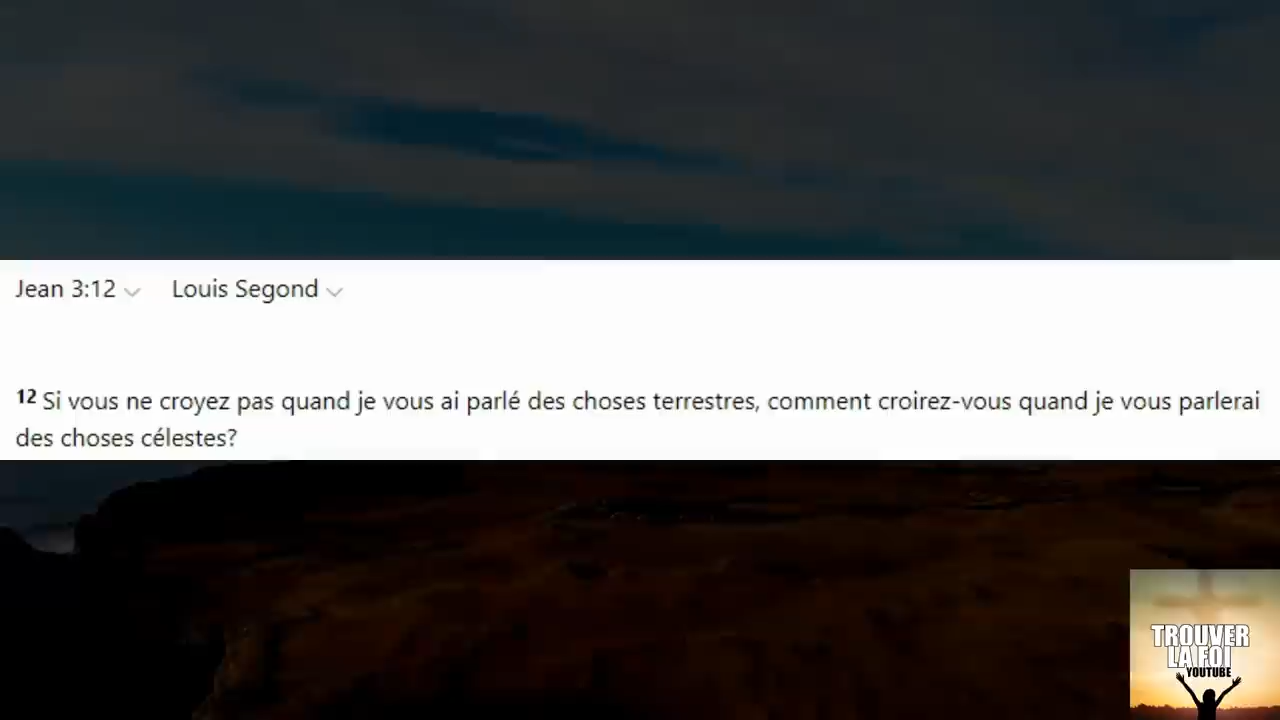 Jean 3:12 Louis Segond
12 Si vous ne croyez pas quand je vous ai parlé des choses terrestres, comment croirez-vous quand je vous parlerai
des choses célestes?
TROUVER
LA FOI
YOUTUBE